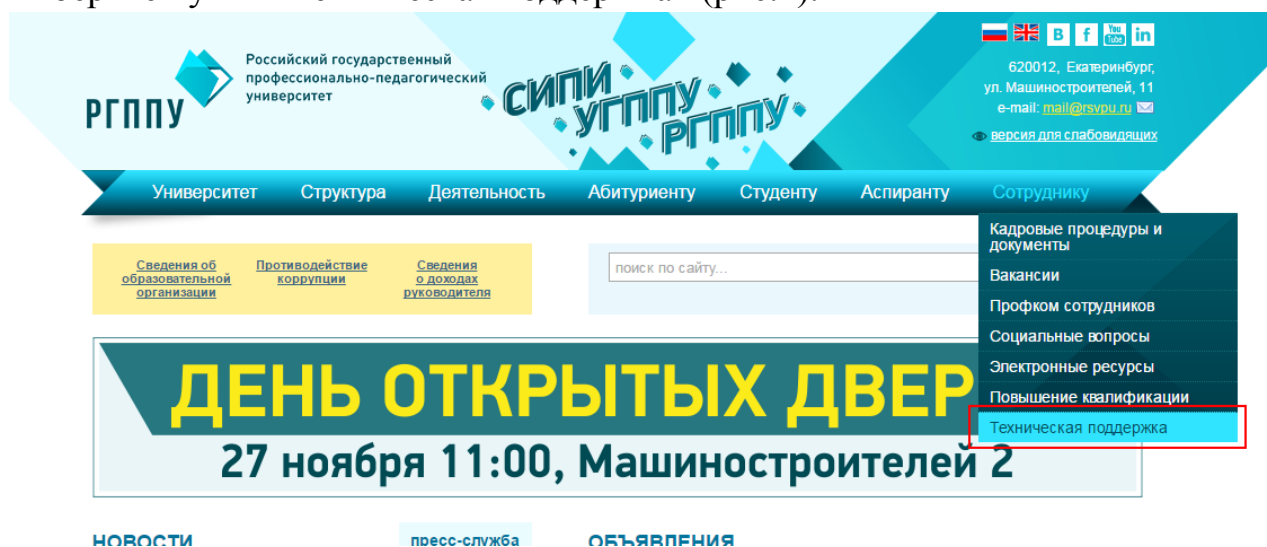 Российский государственный
профессионально-педагогический
университет
РГППУ
СИПИ
УГППУ
РГППУ
В f You Tube in
620012, Екатеринбург,
ул. Машиностроителей, 11
e-mail: mail@rsvpu.ru
версия для слабовидящих
Университет Структура Деятельность Абитуриенту Студенту Аспиранту Сотруднику
Кадровые процедуры и
документы
Вакансии
Профком сотрудников
Социальные вопросы
Электронные ресурсы
Повышение квалификации
Техническая поддержка
Сведения об
образовательной
организации
Противодействие
коррупции
Сведения
о доходах
руководителя
поиск по сайту...
ДЕНЬ ОТКРЫТЫХ ДВЕР
27 ноября 11:00, Машиностроителей 2
НОВОСТИ
пресс-служба
ОБЪЯВЛЕНИЯ